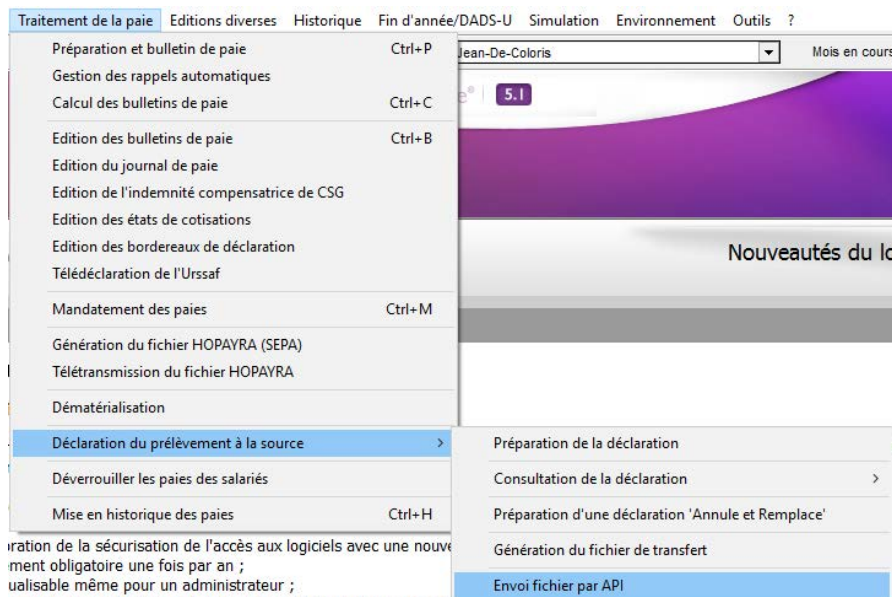 Traitement de la paie Editions diverses Historique Fin d'année/DADS-U Simulation Environnement Outils ?
Préparation et bulletin de paie Ctrl+P
Jean-De-Coloris
Mois en cours
Gestion des rappels automatiques
Calcul des bulletins de paie Ctrl+C
5.1
Edition des bulletins de paie Ctrl+B
Edition du journal de paie
Edition de l'indemnité compensatrice de CSG
Edition des états de cotisations
Edition des bordereaux de déclaration
Télédéclaration de l'Urssaf
Nouveautés du lo
Mandatement des paies Ctrl+M
Génération du fichier HOPAYRA (SEPA)
Télétransmission du fichier HOPAYRA
Dématérialisation
Déclaration du prélèvement à la source >
Déverrouiller les paies des salariés
Mise en historique des paies Ctrl+H
Préparation de la déclaration
Consultation de la déclaration >
Préparation d'une déclaration 'Annule et Remplace'
Génération du fichier de transfert
Envoi fichier par API
oration de la sécurisation de l'accès aux logiciels avec une nouve
ement obligatoire une fois par an ;
ualisable même pour un administrateur ;